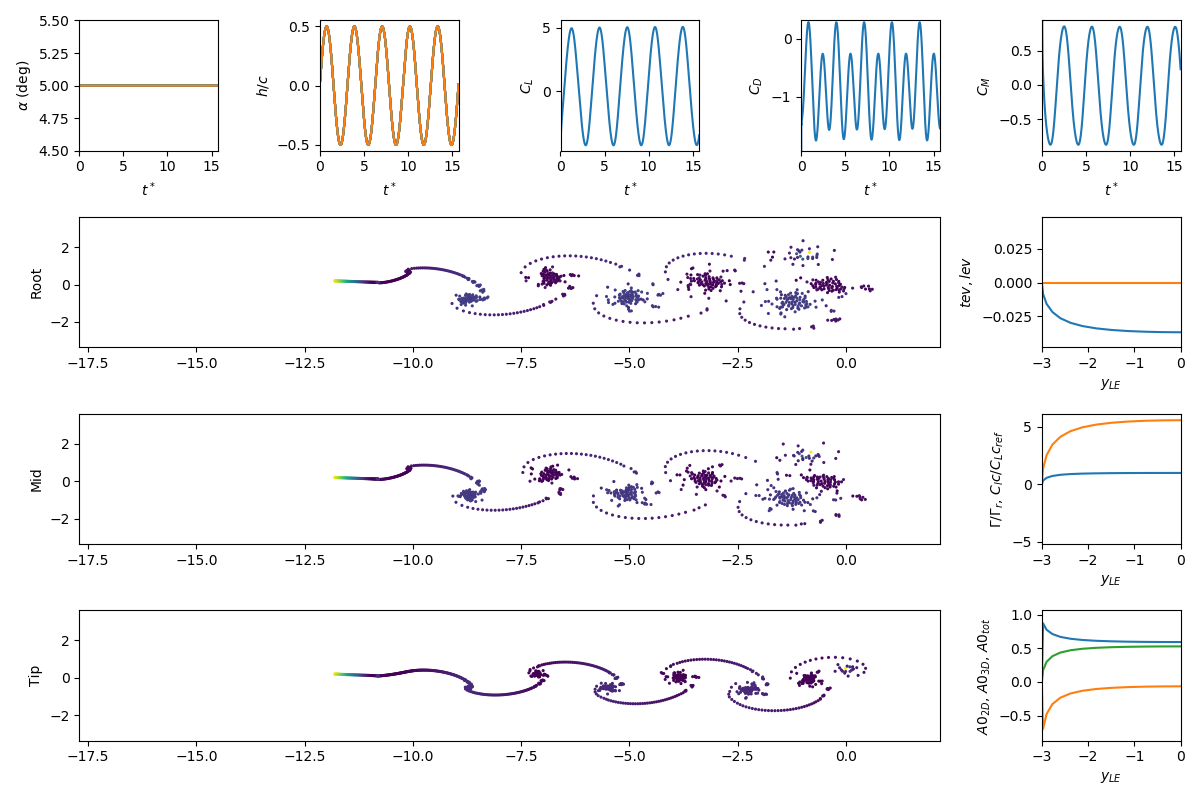 5.50
5.25
5.00
4.75
4.50
α (deg)
0 5 10 15
t*
0.5
0.0
−0.5
h/c
0 5 10 15
t*
5
0
C_L
0 5 10 15
t*
0
−1
C_D
0 5 10 15
t*
0.5
0.0
−0.5
C_M
0 5 10 15
t*
Root
2
0
−2
−17.5 −15.0 −12.5 −10.0 −7.5 −5.0 −2.5 0.0
tev, lev
0.025
0.000
−0.025
−3 −2 −1 0
y_LE
Mid
2
0
−2
−17.5 −15.0 −12.5 −10.0 −7.5 −5.0 −2.5 0.0
Γ/Γ_r, C_lc/C_Lc_ref
5
0
−5
−3 −2 −1 0
y_LE
Tip
2
0
−2
−17.5 −15.0 −12.5 −10.0 −7.5 −5.0 −2.5 0.0
A0_2D, A0_3D, A0_tot
1.0
0.5
0.0
−0.5
−3 −2 −1 0
y_LE